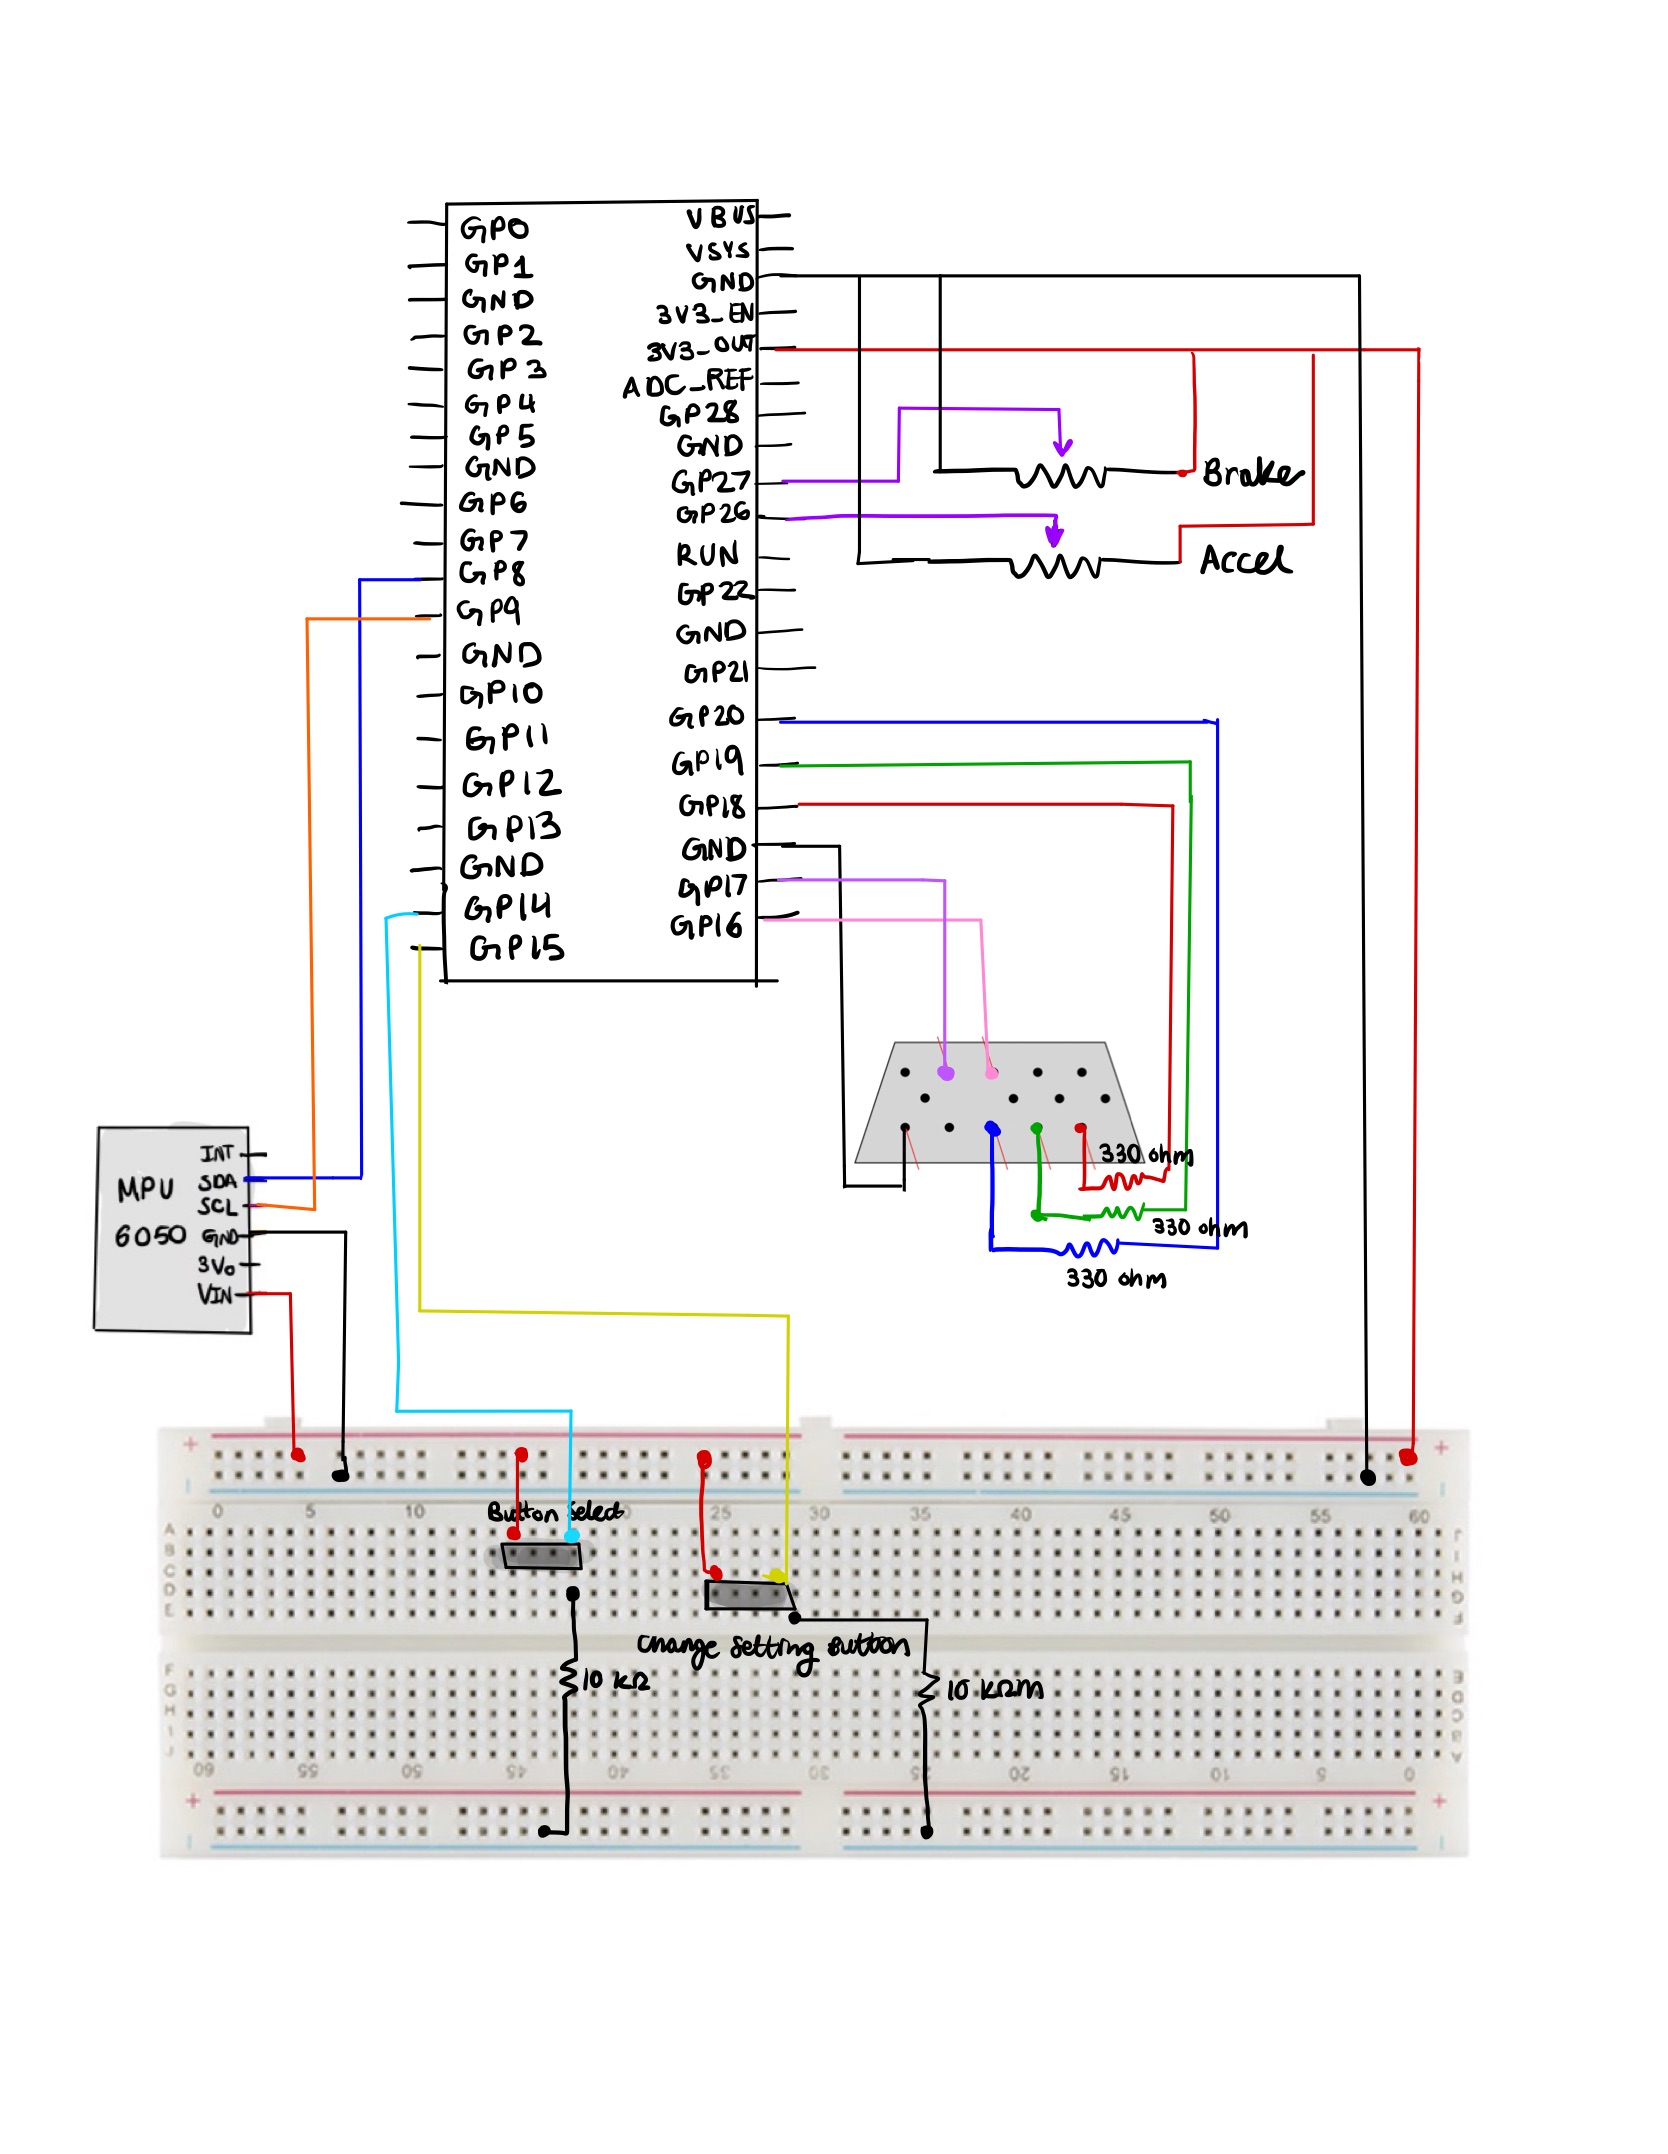 GP0
GP1
GND
GP2
GP3
GP4
GP5
GND
GP6
GP7
GP8
GP9
GND
GP10
GP11
GP12
GP13
GND
GP14
GP15
VBUS
VSYS
GND
3V3_EN
3V3_OUT
ADC_REF
GP28
GND
GP27
GP26
RUN
GP22
GND
GP21
GP20
GP19
GP18
GND
GP17
GP16
Brake
Accel
330 ohm
330 ohm
330 ohm
MPU
6050
INT
SDA
SCL
GND
3Vo
VIN
+ +
0 5 10 25 30 35 40 45 50 55 60
Button Select
A
B
C
D
E
J
I
H
G
F
Change Setting Button
10 kΩ
10 kΩm
F
G
H
I
J
E
D
C
B
A
60 55 50 45 40 35 30 25 20 15 10 5 0
+ +